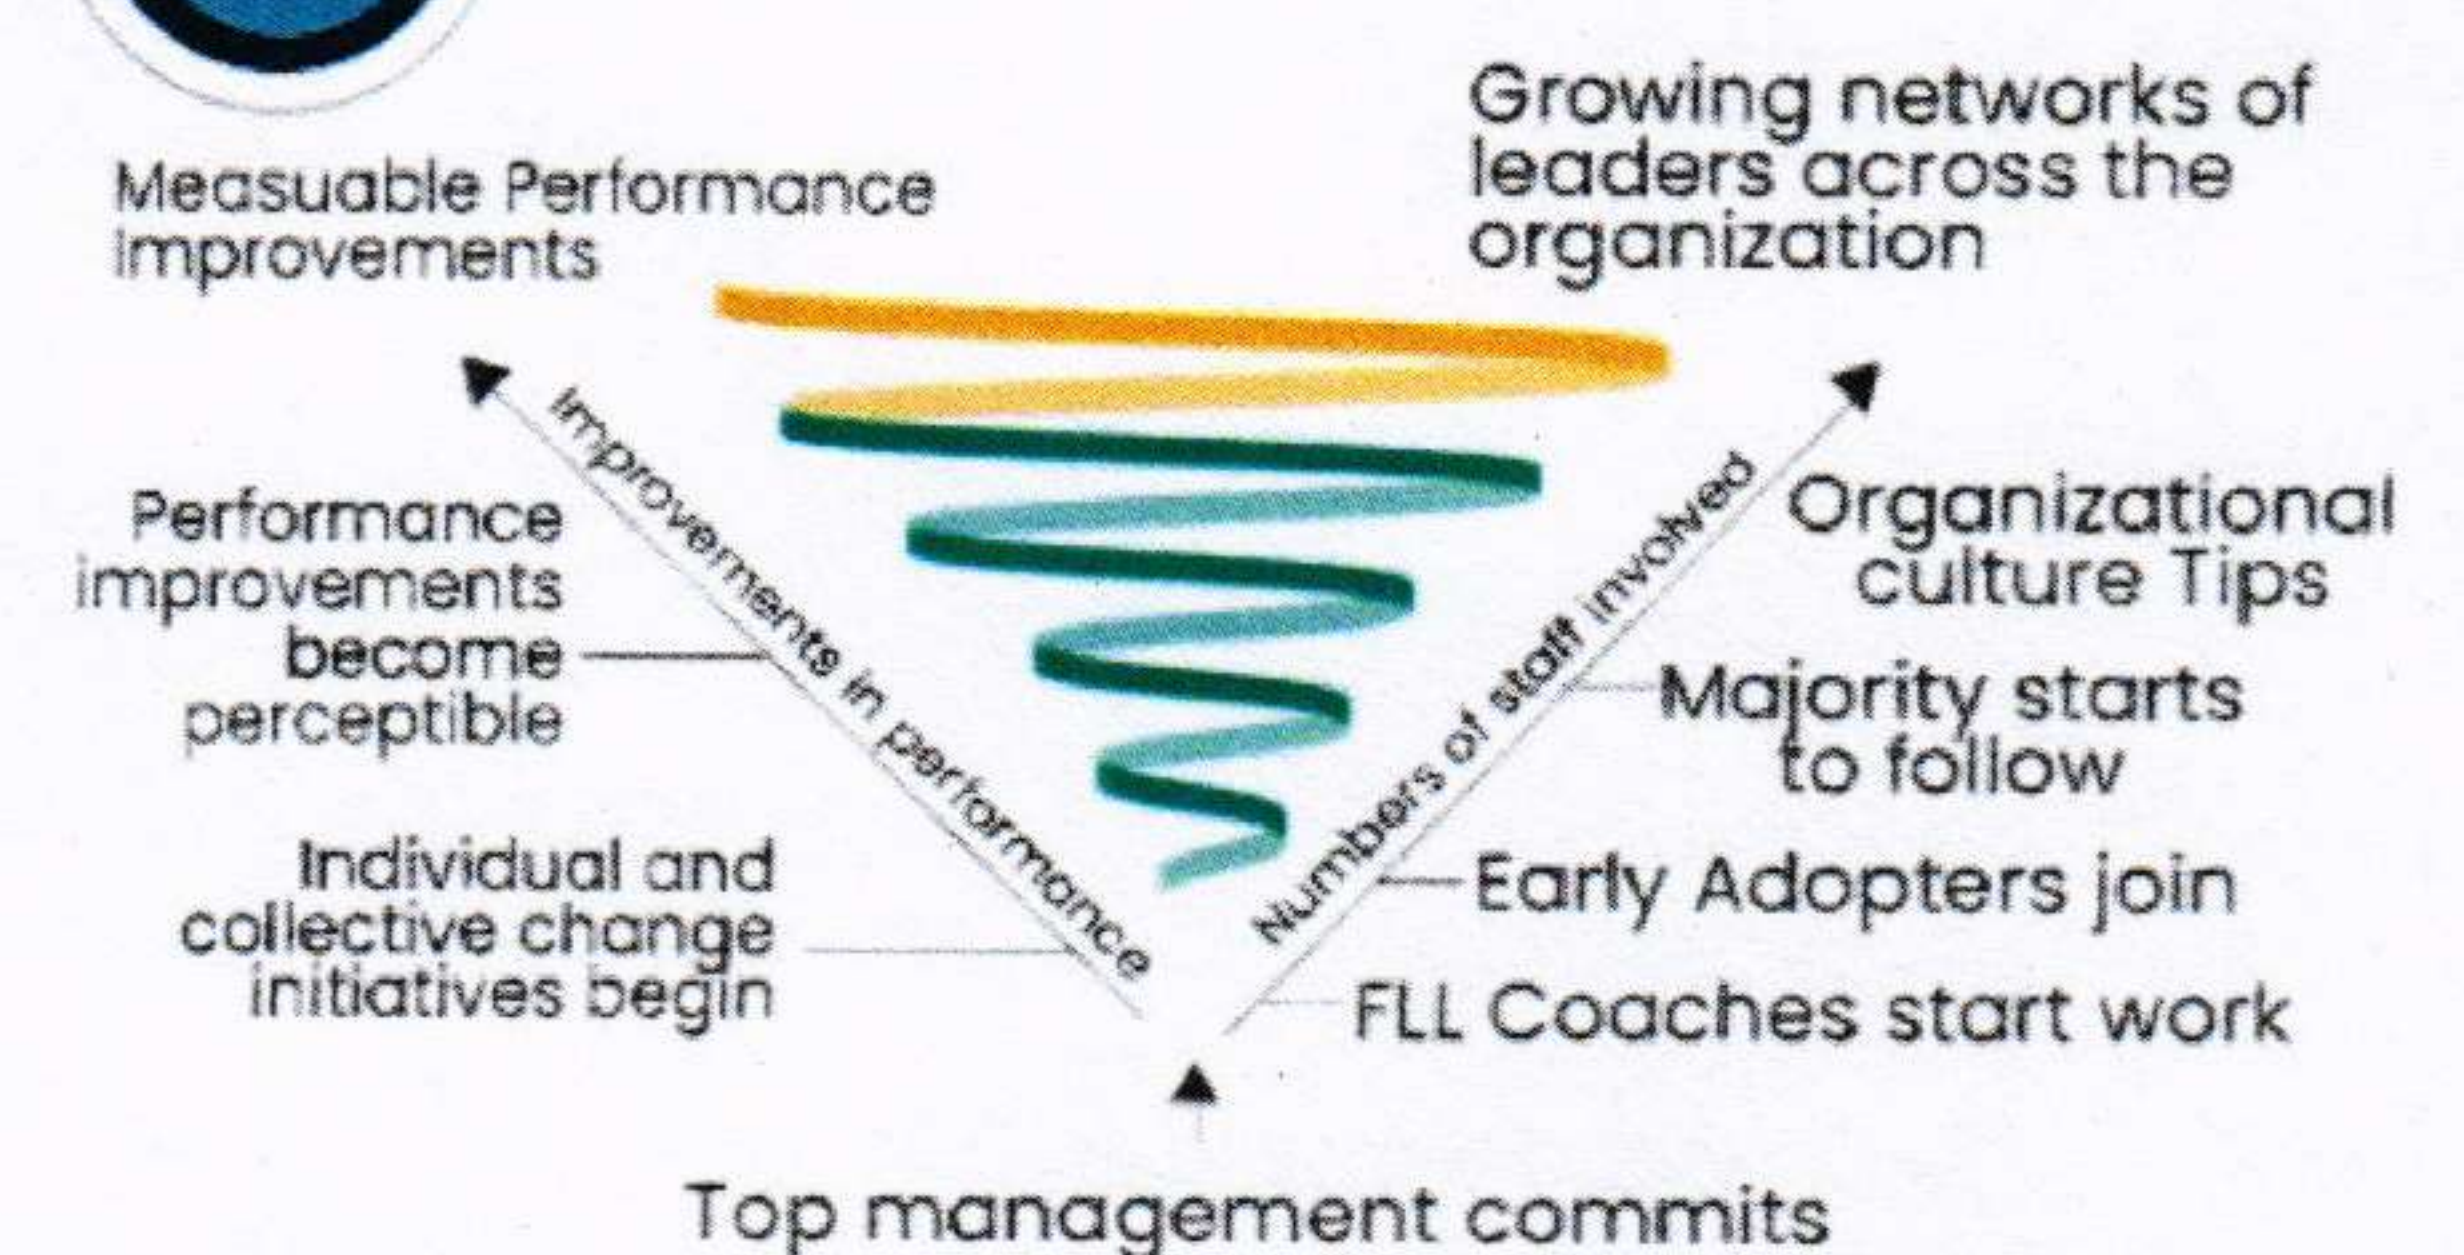 Growing networks of
leaders across the
organization
Measuable Performance
Improvements
Improvements in performance
Numbers of staff involved
Organizational
culture Tips
Performance
improvements
become
perceptible
Majority starts
to follow
Individual and
collective change
initiatives begin
Early Adopters join
FLL Coaches start work
Top management commits